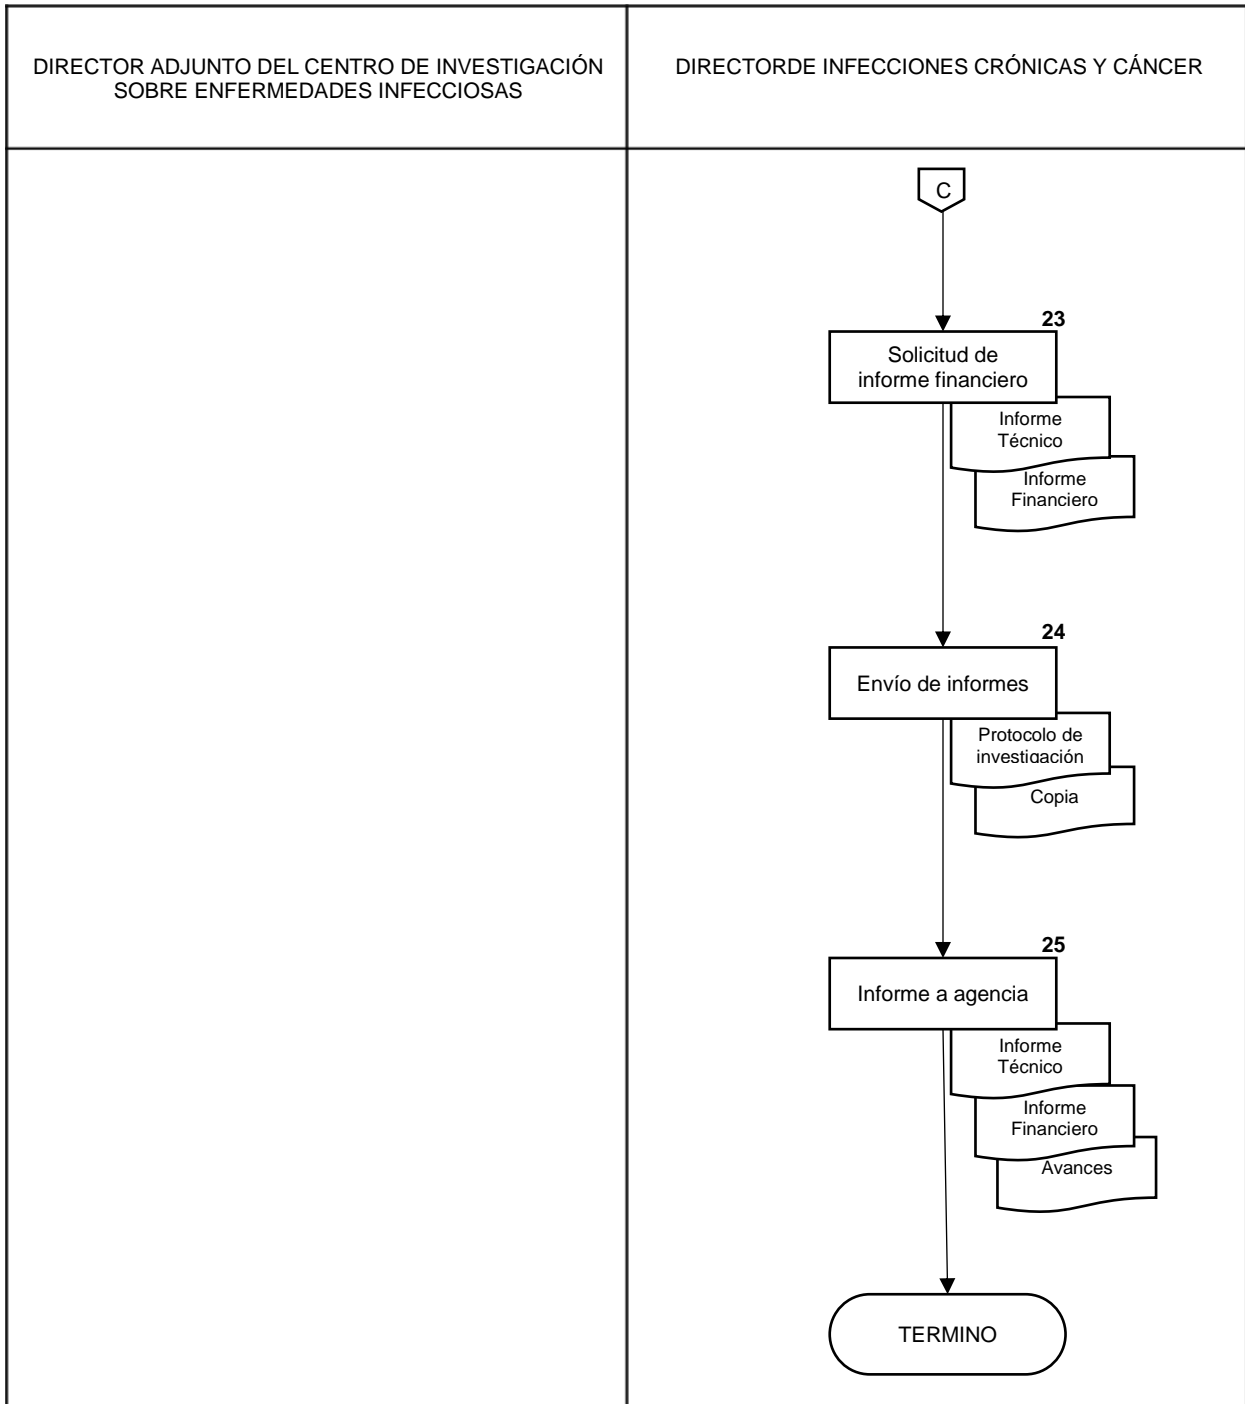 DIRECTOR ADJUNTO DEL CENTRO DE INVESTIGACIÓN
SOBRE ENFERMEDADES INFECCIOSAS
DIRECTORDE INFECCIONES CRÓNICAS Y CÁNCER
C
23
Solicitud de
informe financiero
Informe
Técnico
Informe
Financiero
24
Envío de informes
Protocolo de
investigación
Copia
25
Informe a agencia
Informe
Técnico
Informe
Financiero
Avances
TERMINO